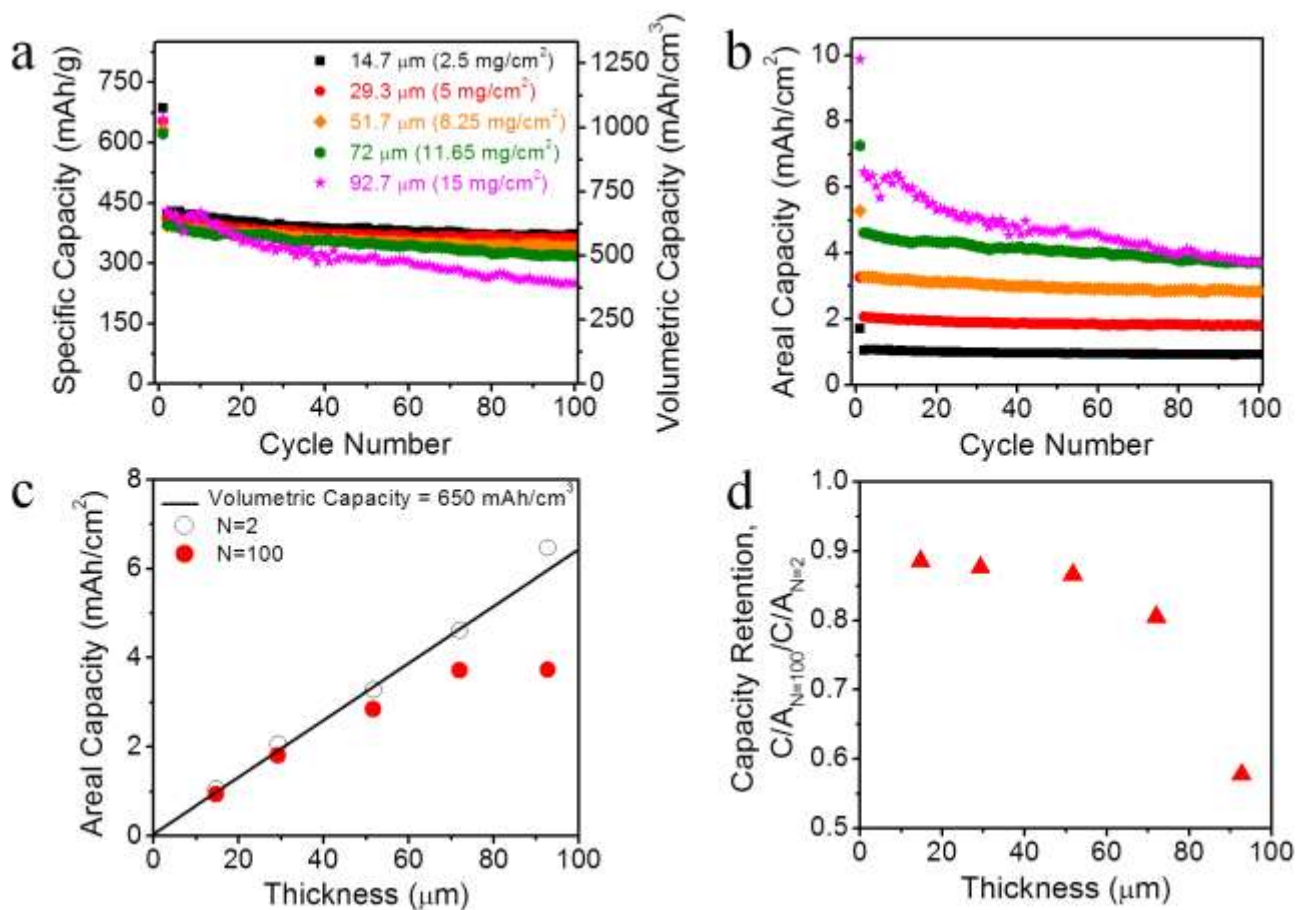 a
Specific Capacity (mAh/g)
750
600
450
300
150
0
14.7 μm (2.5 mg/cm²)
29.3 μm (5 mg/cm²)
51.7 μm (8.25 mg/cm²)
72 μm (11.65 mg/cm²)
92.7 μm (15 mg/cm²)
1250
1000
750
500
250
0
Volumetric Capacity (mAh/cm³)
0 20 40 60 80 100
Cycle Number
b
Areal Capacity (mAh/cm²)
10
8
6
4
2
0
0 20 40 60 80 100
Cycle Number
c
Areal Capacity (mAh/cm²)
8
6
4
2
0
Volumetric Capacity = 650 mAh/cm³
N=2
N=100
0 20 40 60 80 100
Thickness (μm)
d
Capacity Retention,
C/A_N=100/C/A_N=2
1.0
0.9
0.8
0.7
0.6
0.5
0 20 40 60 80 100
Thickness (μm)